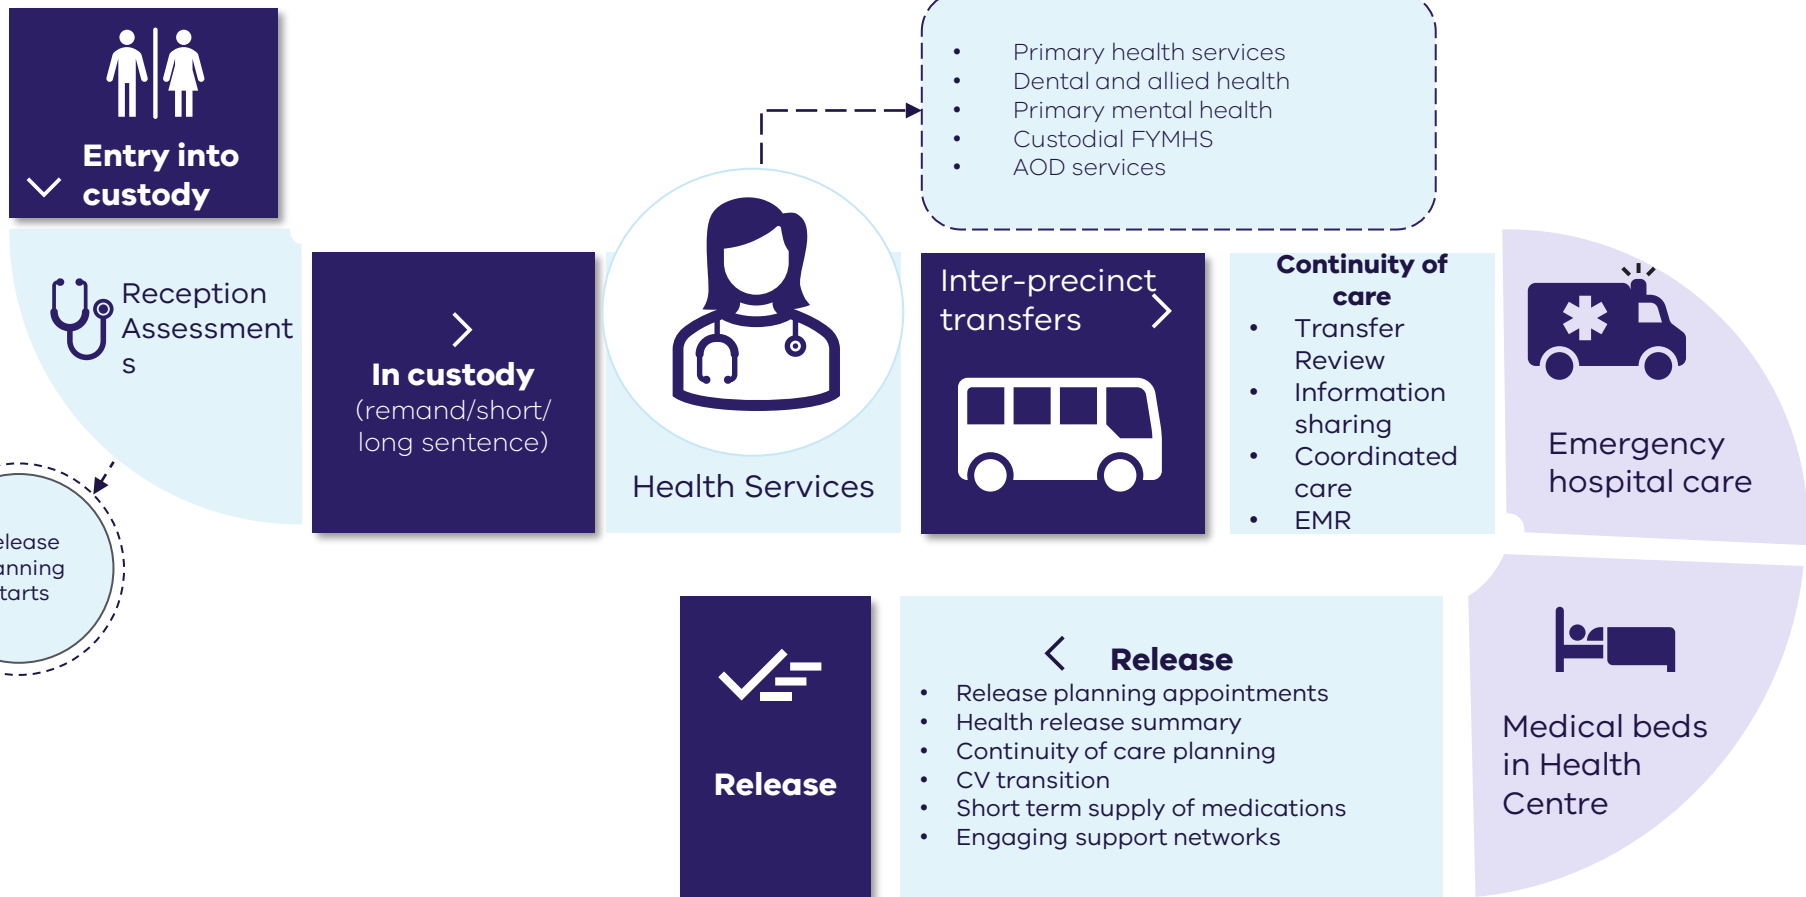 Entry into
custody
Reception
Assessment
s
elease
anning
tarts
In custody
(remand/short/
long sentence)
Health Services
• Primary health services
• Dental and allied health
• Primary mental health
• Custodial FYMHS
• AOD services
Inter-precinct
transfers
Continuity of
care
• Transfer
Review
• Information
sharing
• Coordinated
care
• EMR
Emergency
hospital care
Medical beds
in Health
Centre
Release
• Release planning appointments
• Health release summary
• Continuity of care planning
• CV transition
• Short term supply of medications
• Engaging support networks
Release